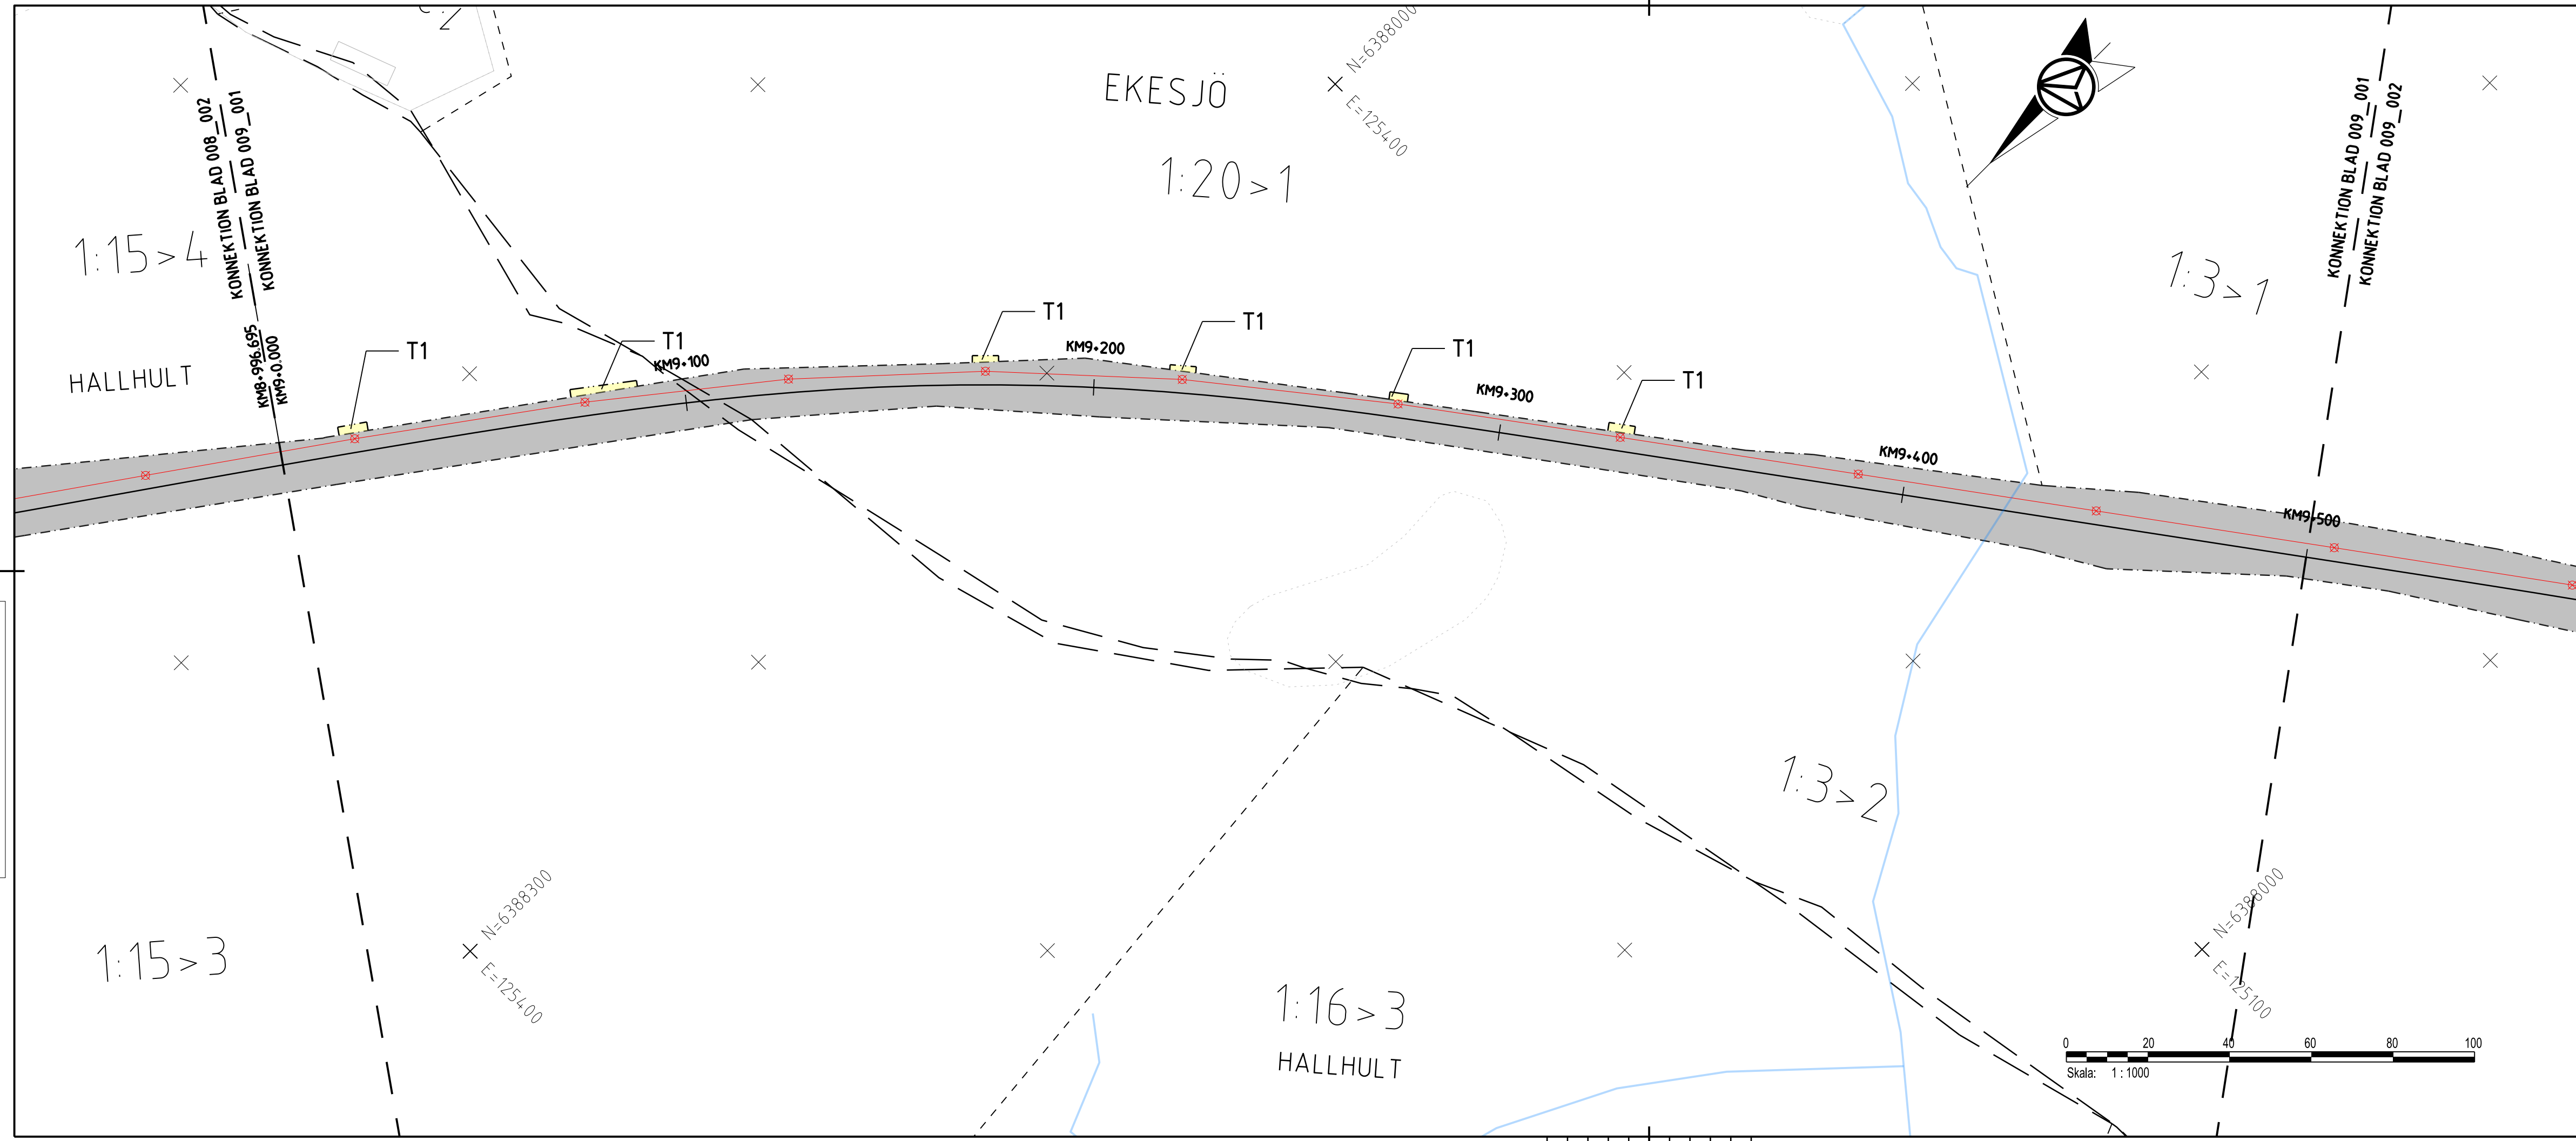 N=6388000
E=125400
EKESJÖ
1:20>1
KONNEKTION BLAD 008_002
KONNEKTION BLAD 009_001
KONNEKTION BLAD 009_001
KONNEKTION BLAD 009_002
1:15>4
1:3>1
HALLHULT
KM8+996.695
KM9+0.000
T1
T1
T1
T1
T1
T1
KM9+100
KM9+200
KM9+300
KM9+400
KM9+500
1:3>2
N=6388300
E=125400
N=6388000
E=125100
1:15>3
1:16>3
HALLHULT
0 20 40 60 80 100
Skala: 1 : 1000